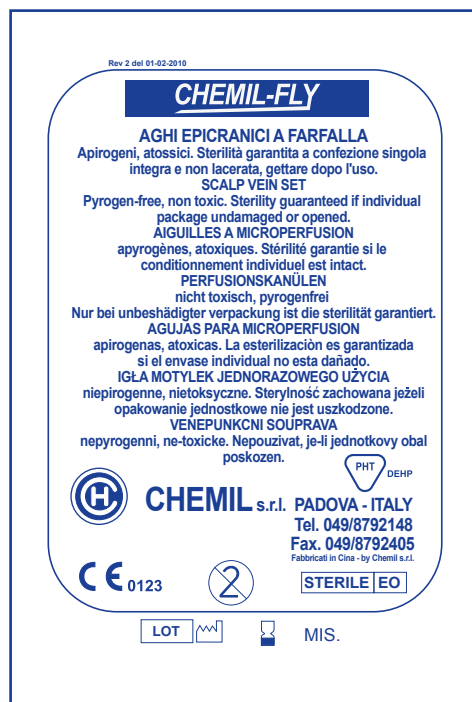 Rev 2 del 01-02-2010
CHEMIL-FLY
AGHI EPICRANICI A FARFALLA
Apirogeni, atossici. Sterilità garantita a confezione singola
integra e non lacerata, gettare dopo l'uso.
SCALP VEIN SET
Pyrogen-free, non toxic. Sterility guaranteed if individual
package undamaged or opened.
AIGUILLES A MICROPERFUSION
apyrogènes, atoxiques. Stérilité garantie si le
conditionnement individuel est intact.
PERFUSIONSKANÜLEN
nicht toxisch, pyrogenfrei
Nur bei unbeshädigter verpackung ist die sterilität garantiert.
AGUJAS PARA MICROPERFUSION
apirogenas, atoxicas. La esterilizaciòn es garantizada
si el envase individual no esta dañado.
IGŁA MOTYLEK JEDNORAZOWEGO UŻYCIA
niepirogenne, nietoksyczne. Sterylność zachowana jeżeli
opakowanie jednostkowe nie jest uszkodzone.
VENEPUNKCNI SOUPRAVA
nepyrogenni, ne-toxicke. Nepouzivat, je-li jednotkovy obal
poskozen.
PHT
DEHP
CH
CHEMIL s.r.l. PADOVA - ITALY
Tel. 049/8792148
Fax. 049/8792405
Fabbricati in Cina - by Chemil s.r.l.
CE 0123
2
STERILE EO
LOT
MIS.